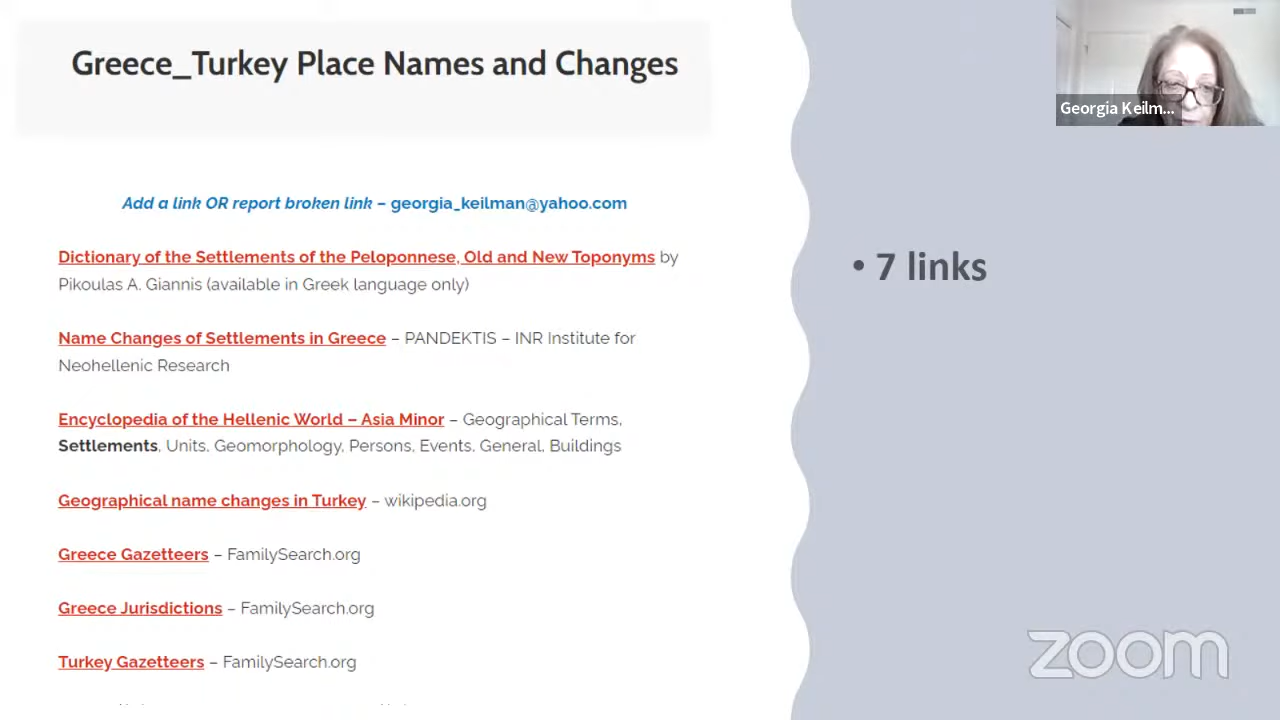 Greece_Turkey Place Names and Changes
Georgia Keilm...
Add a link OR report broken link – georgia_keilman@yahoo.com
Dictionary of the Settlements of the Peloponnese, Old and New Toponyms by
Pikoulas A. Giannis (available in Greek language only)
• 7 links
Name Changes of Settlements in Greece – PANDEKTIS – INR Institute for
Neohellenic Research
Encyclopedia of the Hellenic World – Asia Minor – Geographical Terms,
Settlements, Units, Geomorphology, Persons, Events, General, Buildings
Geographical name changes in Turkey – wikipedia.org
Greece Gazetteers – FamilySearch.org
Greece Jurisdictions – FamilySearch.org
Turkey Gazetteers – FamilySearch.org
zoom